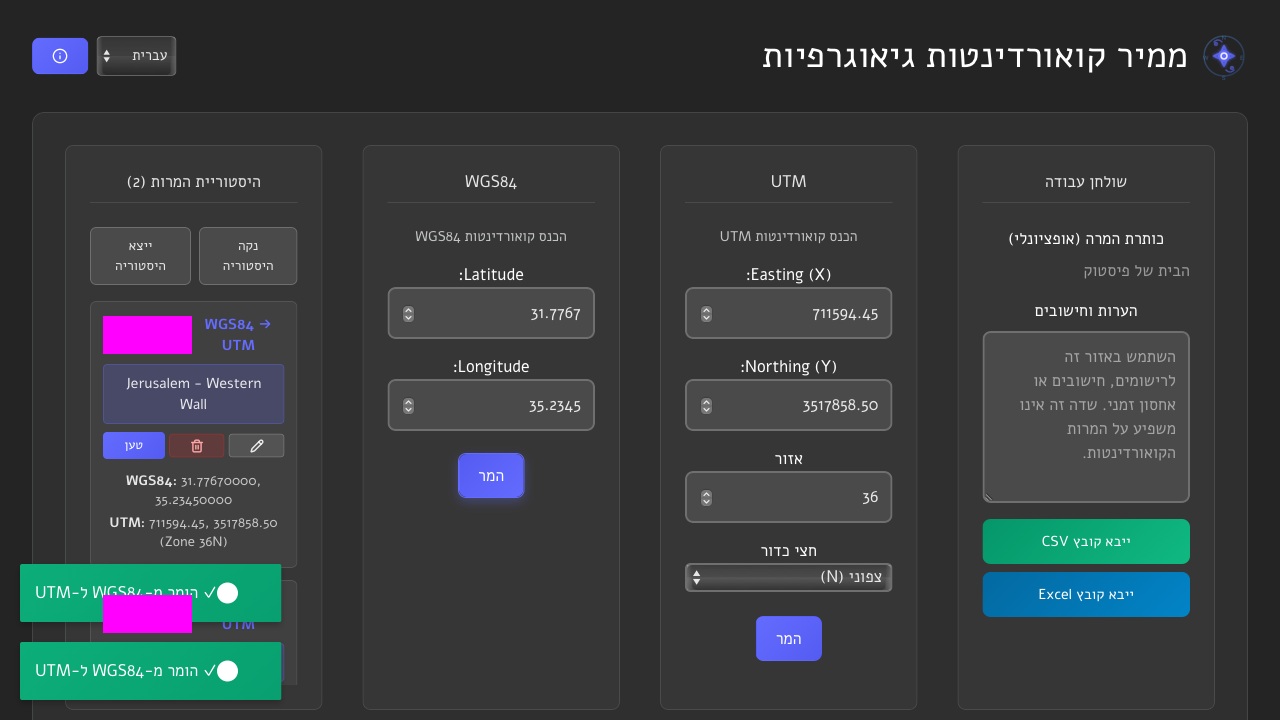 ממיר קואורדינטות גיאוגרפיות
עברית
שולחן עבודה
כותרת המרה (אופציונלי)
הבית של פיסטוק
הערות וחישובים
השתמש באזור זה
לרישומים, חישובים או
אחסון זמני. שדה זה אינו
משפיע על המרות
הקואורדינטות.
ייבא קובץ CSV
ייבא קובץ Excel
UTM
הכנס קואורדינטות UTM
Easting (X):
711594.45
Northing (Y):
3517858.50
אזור
36
חצי כדור
צפוני (N)
המר
WGS84
הכנס קואורדינטות WGS84
Latitude:
31.7767
Longitude:
35.2345
המר
היסטוריית המרות (2)
נקה
היסטוריה
ייצא
היסטוריה
WGS84 →
UTM
Jerusalem - Western
Wall
טען
WGS84: 31.77670000,
35.23450000
UTM: 711594.45, 3517858.50
(Zone 36N)
UTM
✓ הומר מ-WGS84 ל-UTM
✓ הומר מ-WGS84 ל-UTM